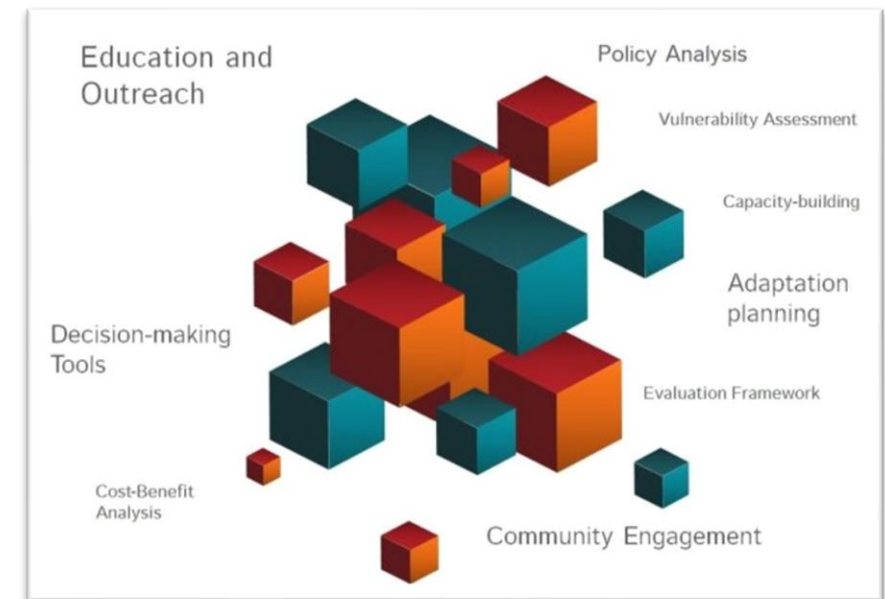 Education and
Outreach
Policy Analysis
Vulnerability Assessment
Capacity-building
Adaptation
planning
Decision-making
Tools
Evaluation Framework
Cost-Benefit
Analysis
Community Engagement